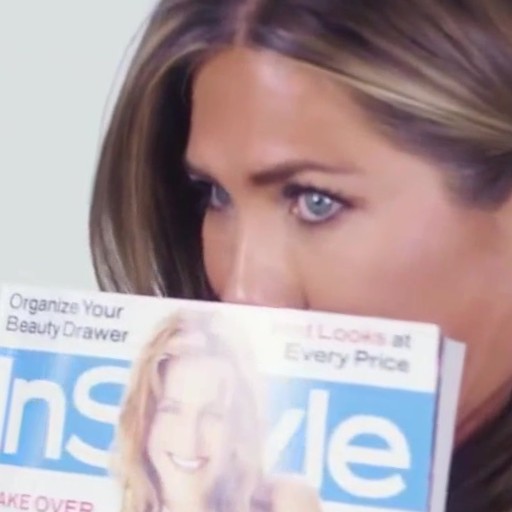 Organize Your
Beauty Drawer
Looks at
Every Price
InStyle
AKE OVER